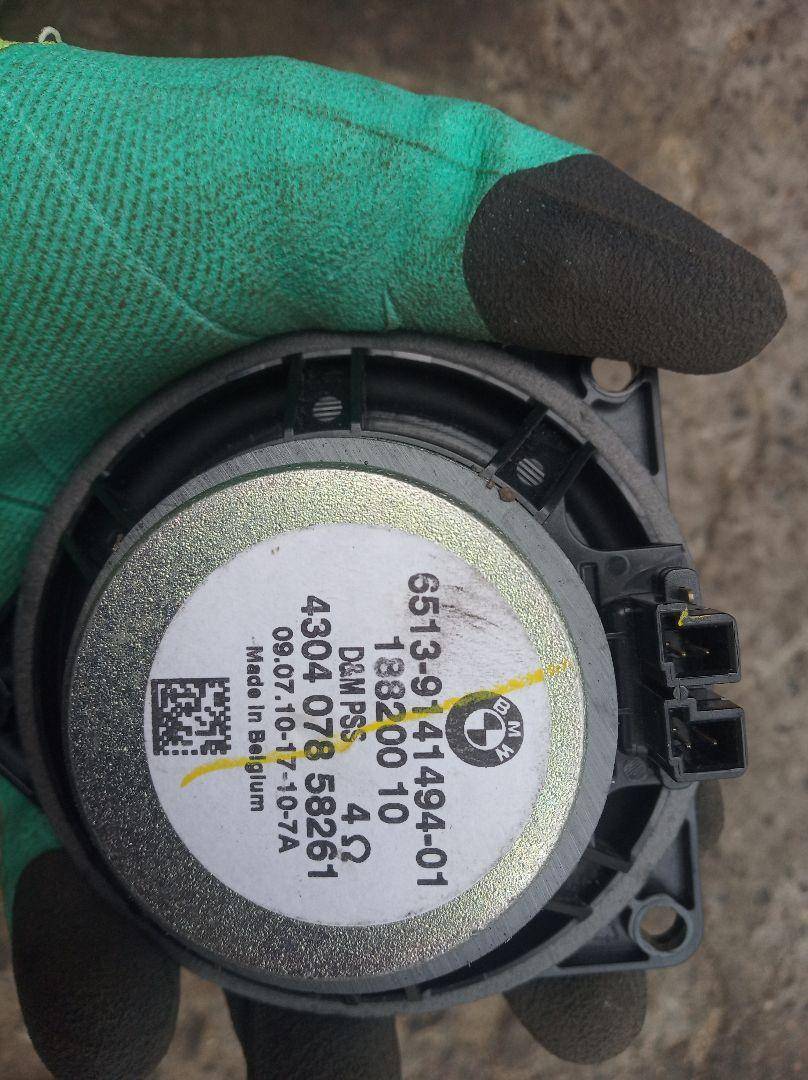 BMW
6513-9141494-01
188200 10
D&M PSS 4 Ω
4304 078 58261
09.07.10-17-10-7A
Made in Belgium